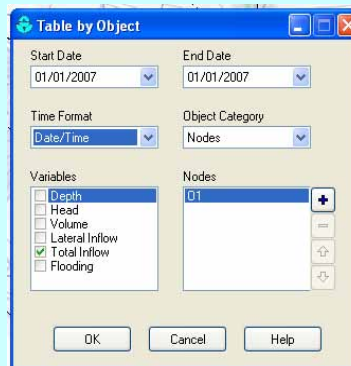 Table by Object
Start Date
End Date
01/01/2007
01/01/2007
Time Format
Object Category
Date/Time
Nodes
Variables
Nodes
Depth
Head
Volume
Lateral Inflow
Total Inflow
Flooding
O1
OK
Cancel
Help